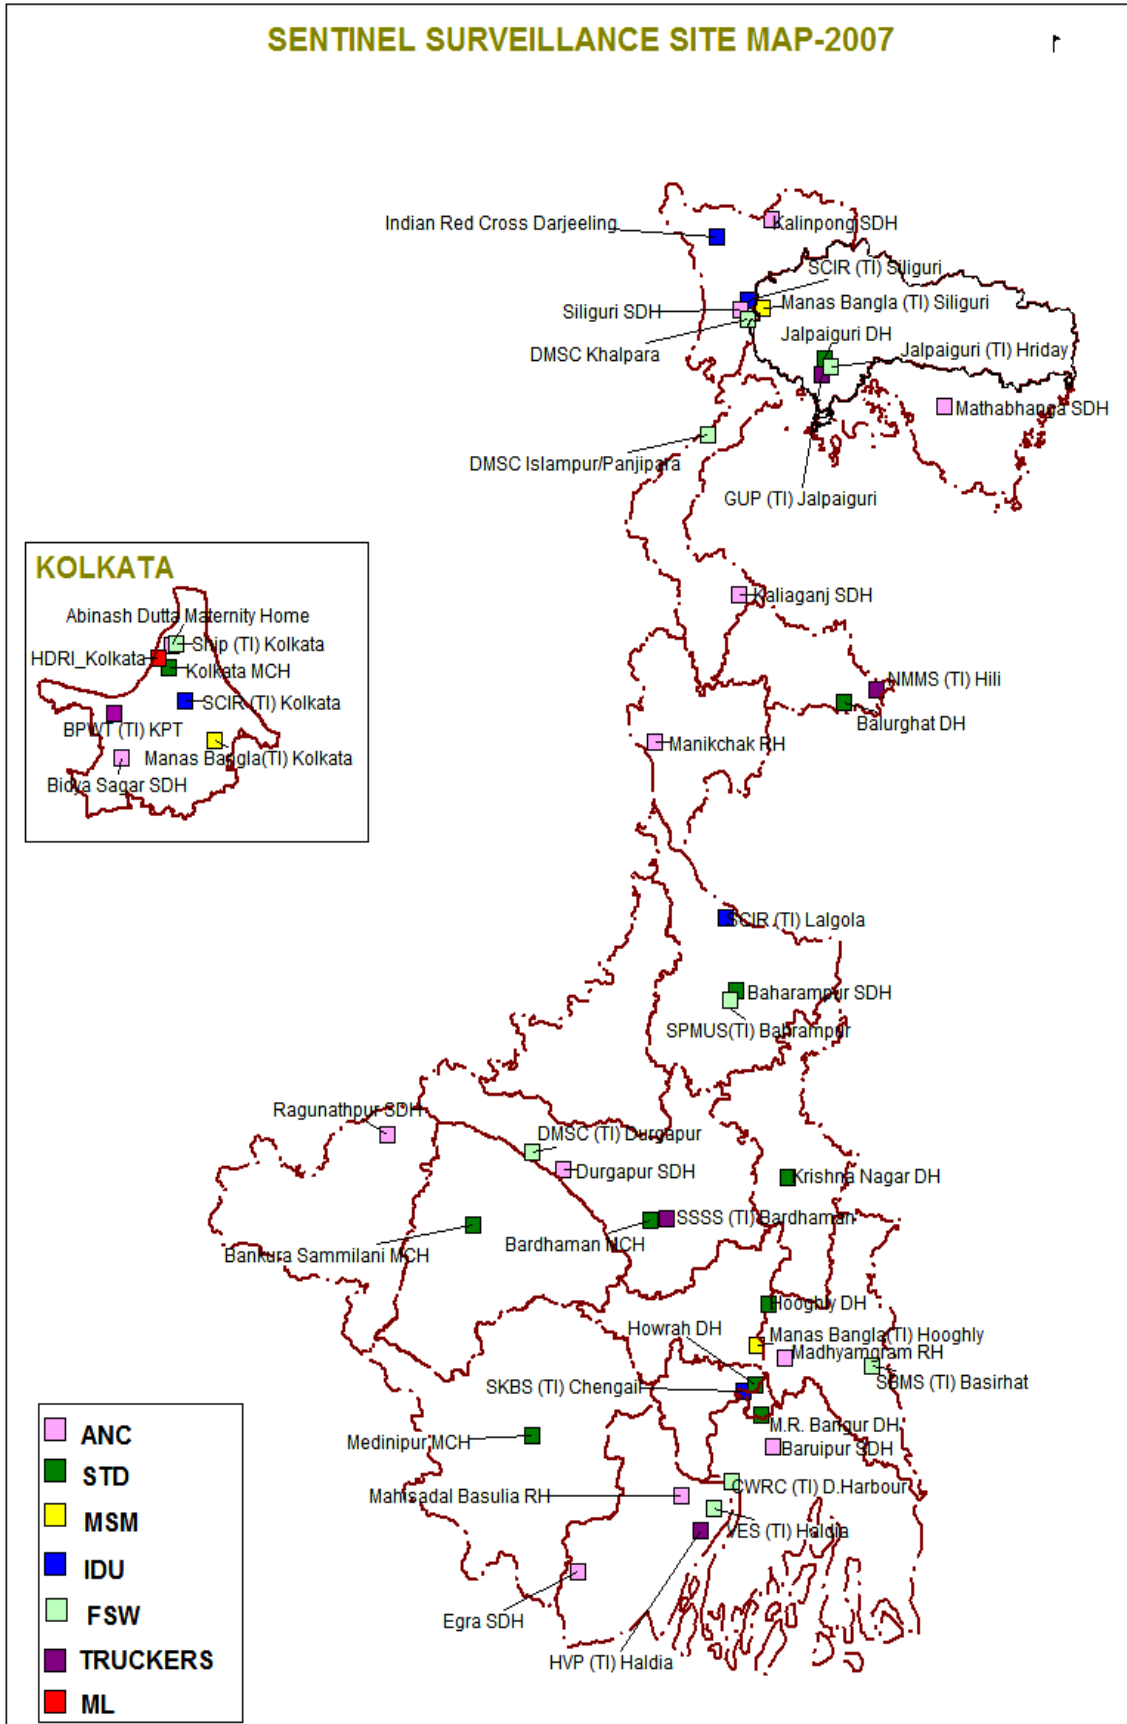 SENTINEL SURVEILLANCE SITE MAP-2007
Indian Red Cross Darjeeling
Kalinpong SDH
SCIR (TI) Siliguri
Siliguri SDH
Manas Bangla (TI) Siliguri
DMSC Khalpara
Jalpaiguri DH
Jalpaiguri (TI) Hriday
Mathabhanga SDH
DMSC Islampur/Panjipara
GUP (TI) Jalpaiguri
KOLKATA
Abinash Dutta Maternity Home
Ship (TI) Kolkata
HDRI_Kolkata
Kolkata MCH
SCIR (TI) Kolkata
BPWT (TI) KPT
Manas Bangla(TI) Kolkata
Bidya Sagar SDH
Kaliaganj SDH
NMMS (TI) Hili
Balurghat DH
Manikchak RH
SCIR (TI) Lalgola
Baharampur SDH
SPMUS(TI) Bahrampur
Ragunathpur SDH
DMSC (TI) Durgapur
Durgapur SDH
Krishna Nagar DH
SSSS (TI) Bardhaman
Bardhaman MCH
Bankura Sammilani MCH
Hooghly DH
Howrah DH
Manas Bangla(TI) Hooghly
Madhyamgram RH
SBMS (TI) Basirhat
SKBS (TI) Chengail
M.R. Bangur DH
Medinipur MCH
Baruipur SDH
CWRC (TI) D.Harbour
Mahisadal Basulia RH
VES (TI) Haldia
Egra SDH
HVP (TI) Haldia
ANC
STD
MSM
IDU
FSW
TRUCKERS
ML